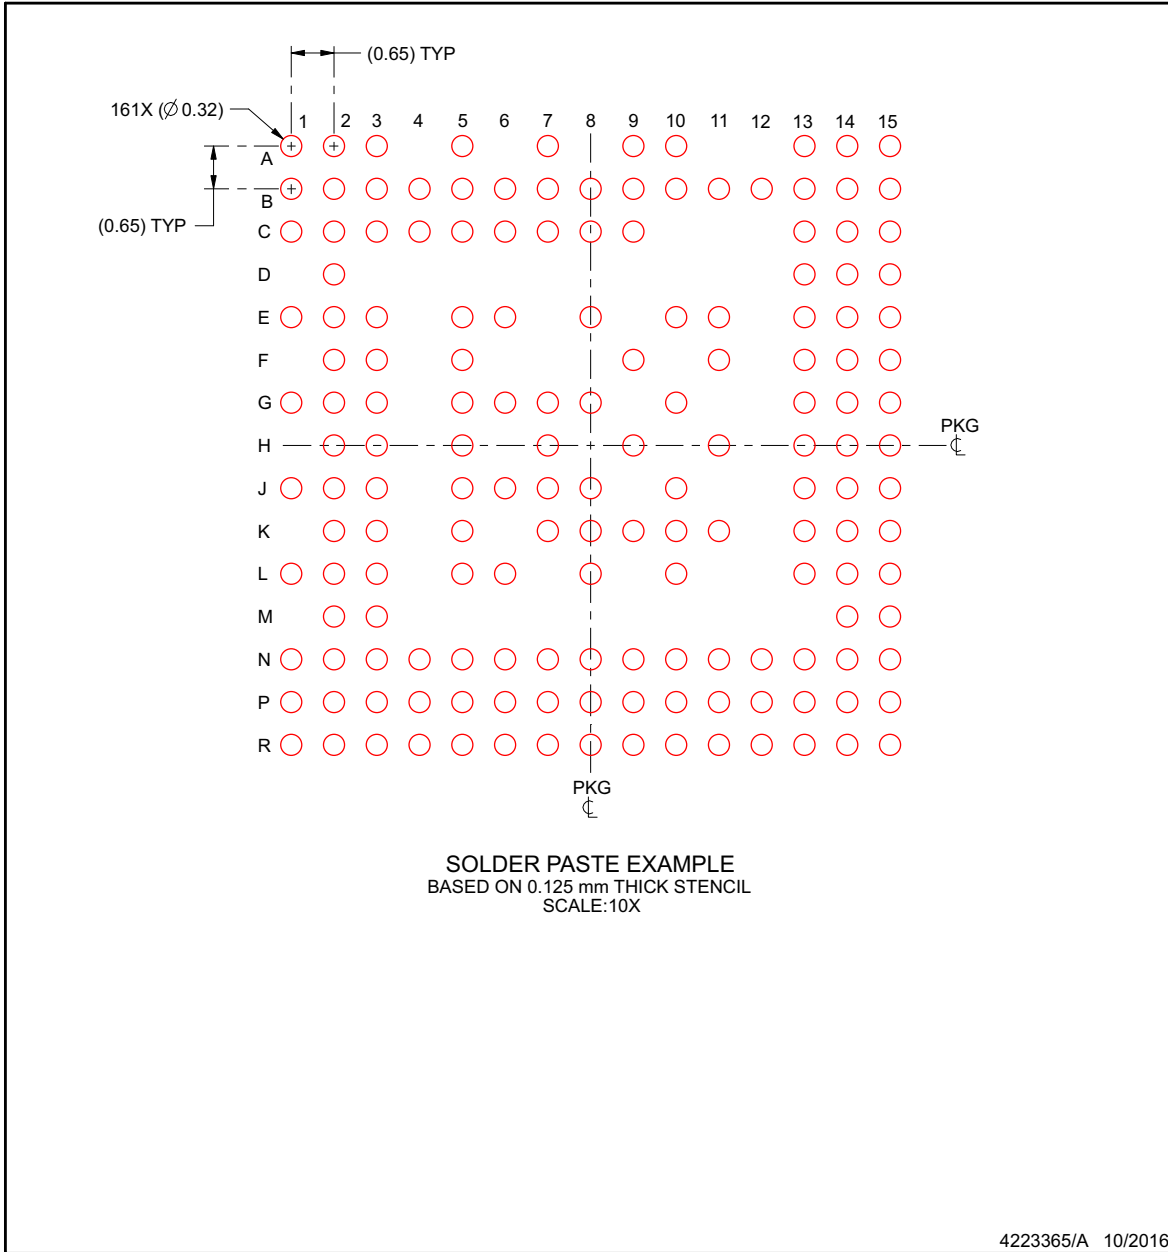 (0.65) TYP
161X (∅ 0.32)
1 2 3 4 5 6 7 8 9 10 11 12 13 14 15
A
B
(0.65) TYP
C
D
E
F
G
H
PKG
℄
J
K
L
M
N
P
R
PKG
℄
SOLDER PASTE EXAMPLE
BASED ON 0.125 mm THICK STENCIL
SCALE:10X
4223365/A 10/2016